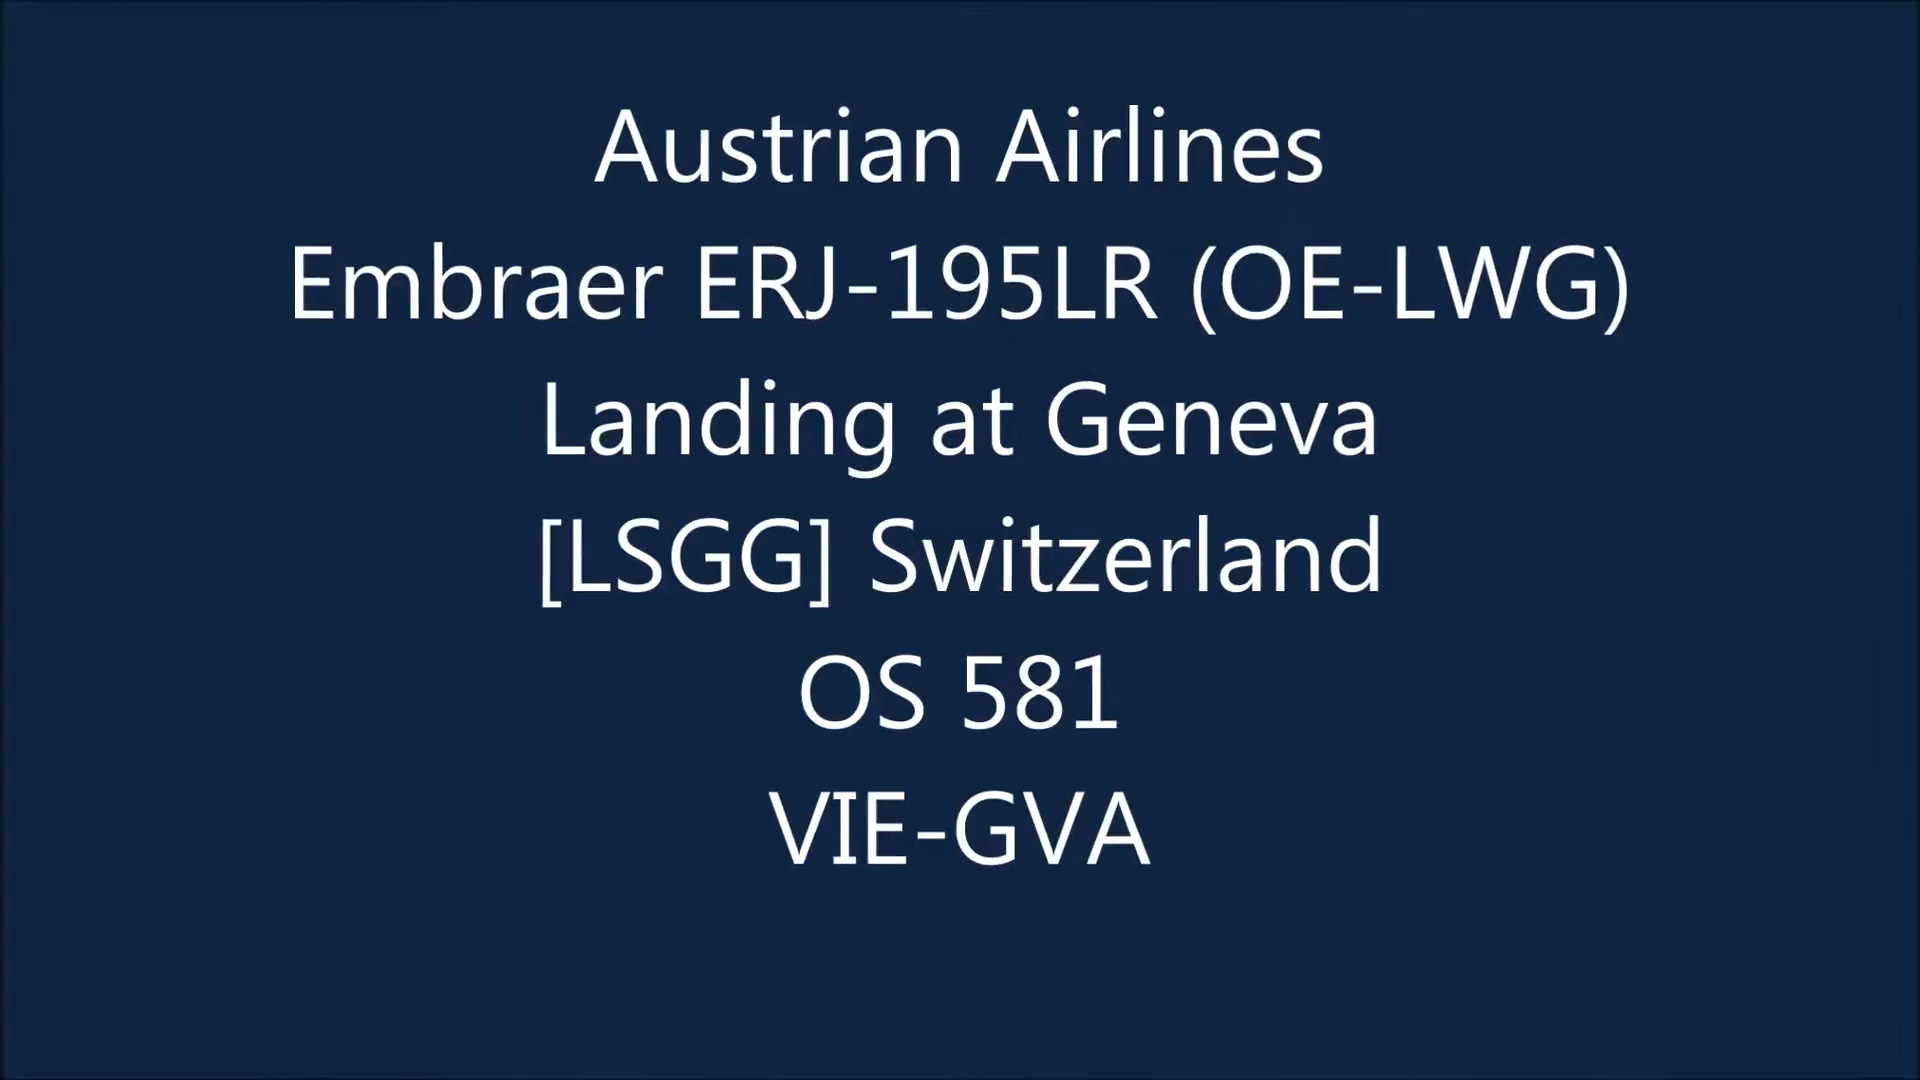 Austrian Airlines
Embraer ERJ-195LR (OE-LWG)
Landing at Geneva
[LSGG] Switzerland
OS 581
VIE-GVA